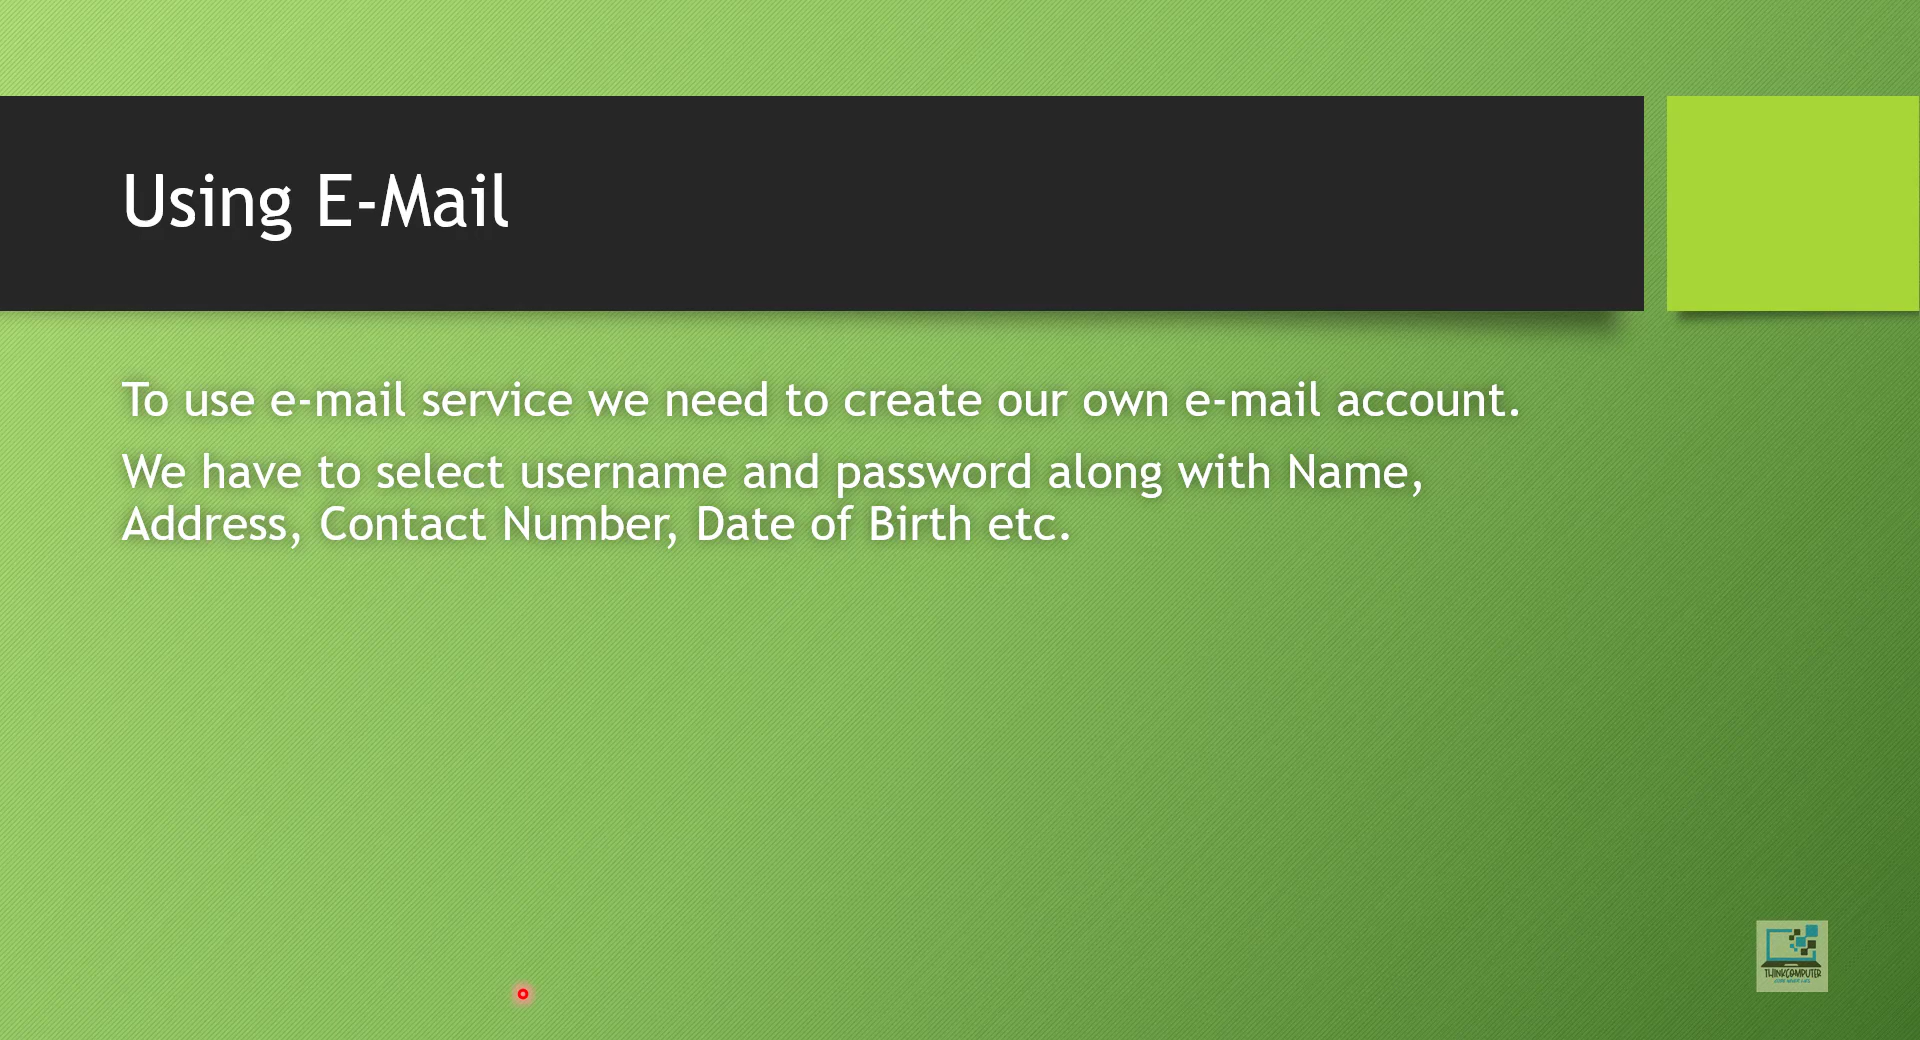 Using E-Mail
To use e-mail service we need to create our own e-mail account.
We have to select username and password along with Name,
Address, Contact Number, Date of Birth etc.
THINKCOMPUTER